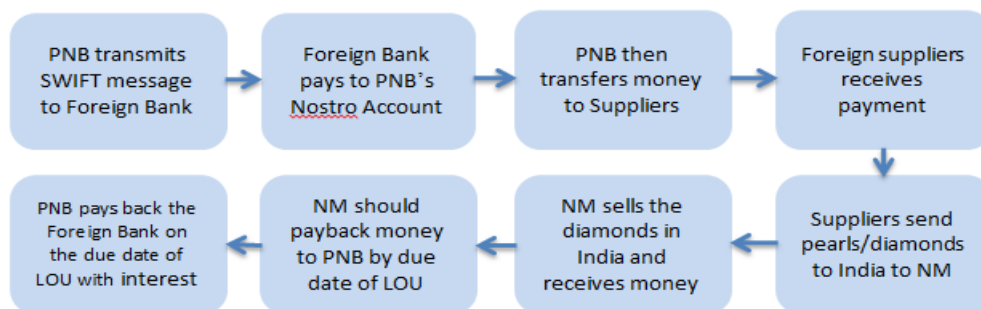 PNB transmits
SWIFT message
to Foreign Bank
Foreign Bank
pays to PNB's
Nostro Account
PNB then
transfers money
to Suppliers
Foreign suppliers
receives
payment
Suppliers send
pearls/diamonds
to India to NM
NM sells the
diamonds in
India and
receives money
NM should
payback money
to PNB by due
date of LOU
PNB pays back the
Foreign Bank on
the due date of
LOU with interest